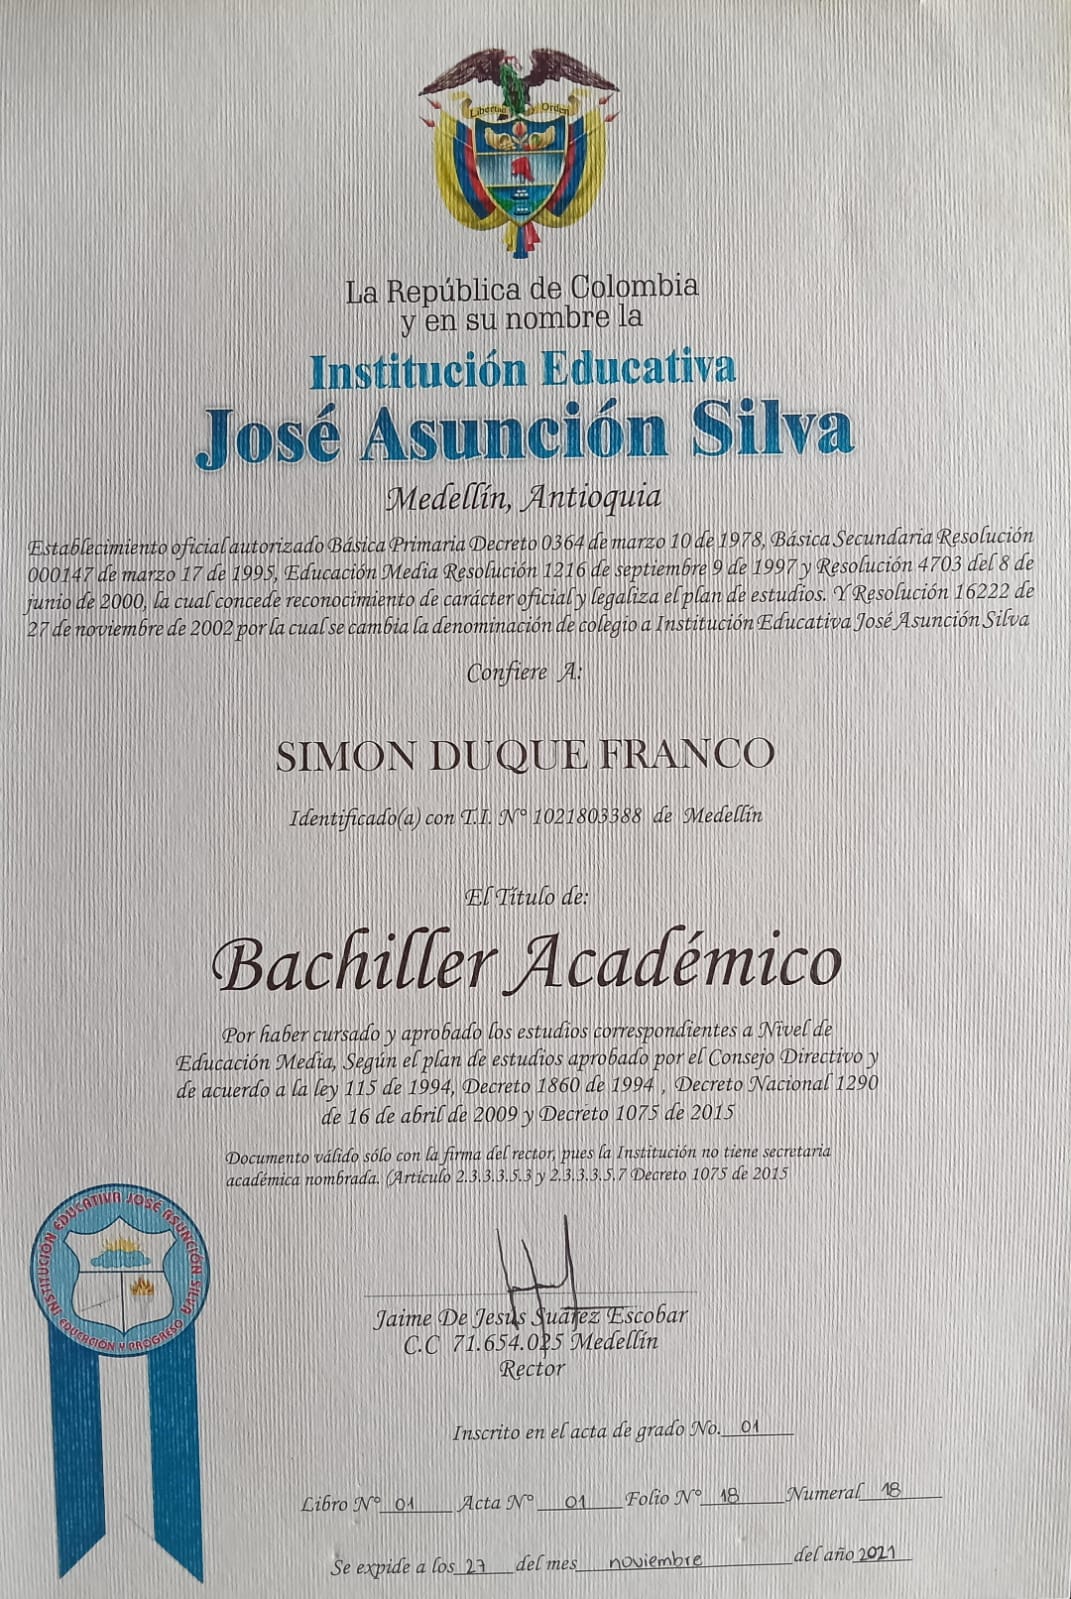 Libertad y Orden
La República de Colombia
y en su nombre la
Institución Educativa
José Asunción Silva
Medellín, Antioquia
Establecimiento oficial autorizado Básica Primaria Decreto 0364 de marzo 10 de 1978, Básica Secundaria Resolución
000147 de marzo 17 de 1995, Educación Media Resolución 1216 de septiembre 9 de 1997 y Resolución 4703 del 8 de
junio de 2000, la cual concede reconocimiento de carácter oficial y legaliza el plan de estudios. Y Resolución 16222 de
27 de noviembre de 2002 por la cual se cambia la denominación de colegio a Institución Educativa José Asunción Silva
Confiere A:
SIMON DUQUE FRANCO
Identificado(a) con T.I. N° 1021803388 de Medellín
El Título de:
Bachiller Académico
Por haber cursado y aprobado los estudios correspondientes a Nivel de
Educación Media, Según el plan de estudios aprobado por el Consejo Directivo y
de acuerdo a la ley 115 de 1994, Decreto 1860 de 1994 , Decreto Nacional 1290
de 16 de abril de 2009 y Decreto 1075 de 2015
Documento válido sólo con la firma del rector, pues la Institución no tiene secretaria
académica nombrada. (Artículo 2.3.3.3.5.3 y 2.3.3.3.5.7 Decreto 1075 de 2015
INSTITUCIÓN EDUCATIVA JOSÉ ASUNCIÓN SILVA
EDUCACIÓN Y PROGRESO
Jaime De Jesús Suárez Escobar
C.C 71.654.025 Medellín
Rector
Inscrito en el acta de grado No. 01
Libro N° 01 Acta N° 01 Folio N° 18 Numeral 18
Se expide a los 27 del mes noviembre del año 2021